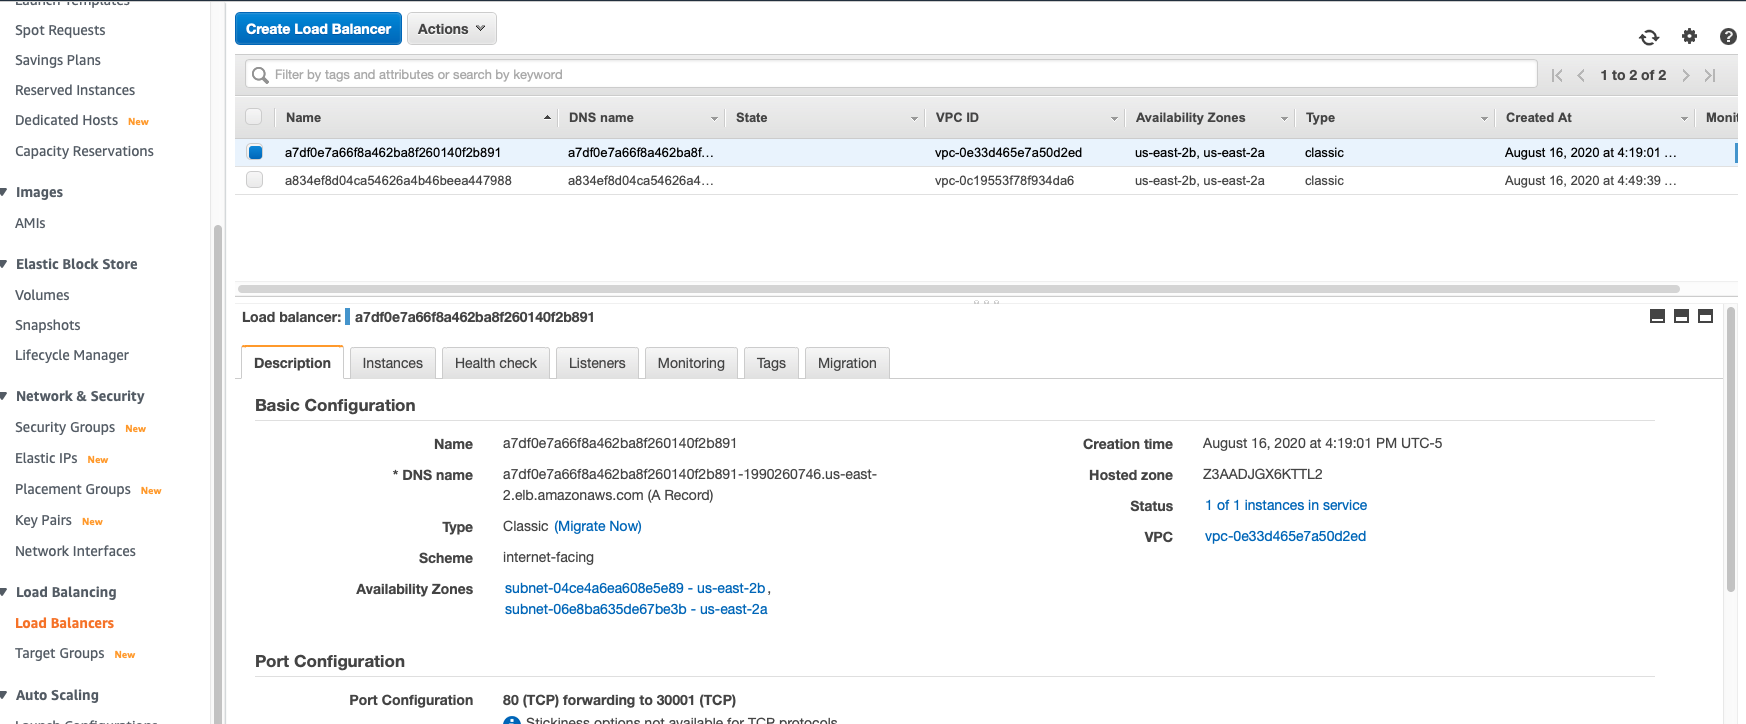 Launch Templates
Spot Requests
Savings Plans
Reserved Instances
Dedicated Hosts New
Capacity Reservations
Images
AMIs
Elastic Block Store
Volumes
Snapshots
Lifecycle Manager
Network & Security
Security Groups New
Elastic IPs New
Placement Groups New
Key Pairs New
Network Interfaces
Load Balancing
Load Balancers
Target Groups New
Auto Scaling
Launch Configurations
Create Load Balancer Actions
Filter by tags and attributes or search by keyword 1 to 2 of 2
Name DNS name State VPC ID Availability Zones Type Created At Monit
a7df0e7a66f8a462ba8f260140f2b891 a7df0e7a66f8a462ba8f... vpc-0e33d465e7a50d2ed us-east-2b, us-east-2a classic August 16, 2020 at 4:19:01 ...
a834ef8d04ca54626a4b46beea447988 a834ef8d04ca54626a4... vpc-0c19553f78f934da6 us-east-2b, us-east-2a classic August 16, 2020 at 4:49:39 ...
Load balancer: a7df0e7a66f8a462ba8f260140f2b891
Description Instances Health check Listeners Monitoring Tags Migration
Basic Configuration
Name a7df0e7a66f8a462ba8f260140f2b891
* DNS name a7df0e7a66f8a462ba8f260140f2b891-1990260746.us-east-
2.elb.amazonaws.com (A Record)
Type Classic (Migrate Now)
Scheme internet-facing
Availability Zones subnet-04ce4a6ea608e5e89 - us-east-2b,
subnet-06e8ba635de67be3b - us-east-2a
Creation time August 16, 2020 at 4:19:01 PM UTC-5
Hosted zone Z3AADJGX6KTTL2
Status 1 of 1 instances in service
VPC vpc-0e33d465e7a50d2ed
Port Configuration
Port Configuration 80 (TCP) forwarding to 30001 (TCP)
Stickiness options not available for TCP protocols